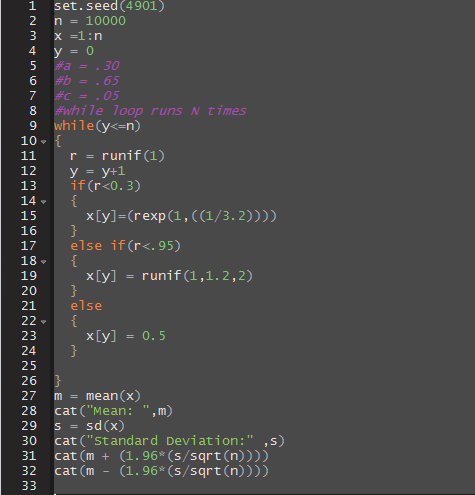 1 set.seed(4901)
2 n = 10000
3 x =1:n
4 y = 0
5 #a = .30
6 #b = .65
7 #c = .05
8 #while loop runs N times
9 while(y<=n)
10 {
11 r = runif(1)
12 y = y+1
13 if(r<0.3)
14 {
15 x[y]=(rexp(1,((1/3.2))))
16 }
17 else if(r<.95)
18 {
19 x[y] = runif(1,1.2,2)
20 }
21 else
22 {
23 x[y] = 0.5
24 }
25
26 }
27 m = mean(x)
28 cat("Mean: ",m)
29 s = sd(x)
30 cat("Standard Deviation:" ,s)
31 cat(m + (1.96*(s/sqrt(n))))
32 cat(m - (1.96*(s/sqrt(n))))
33